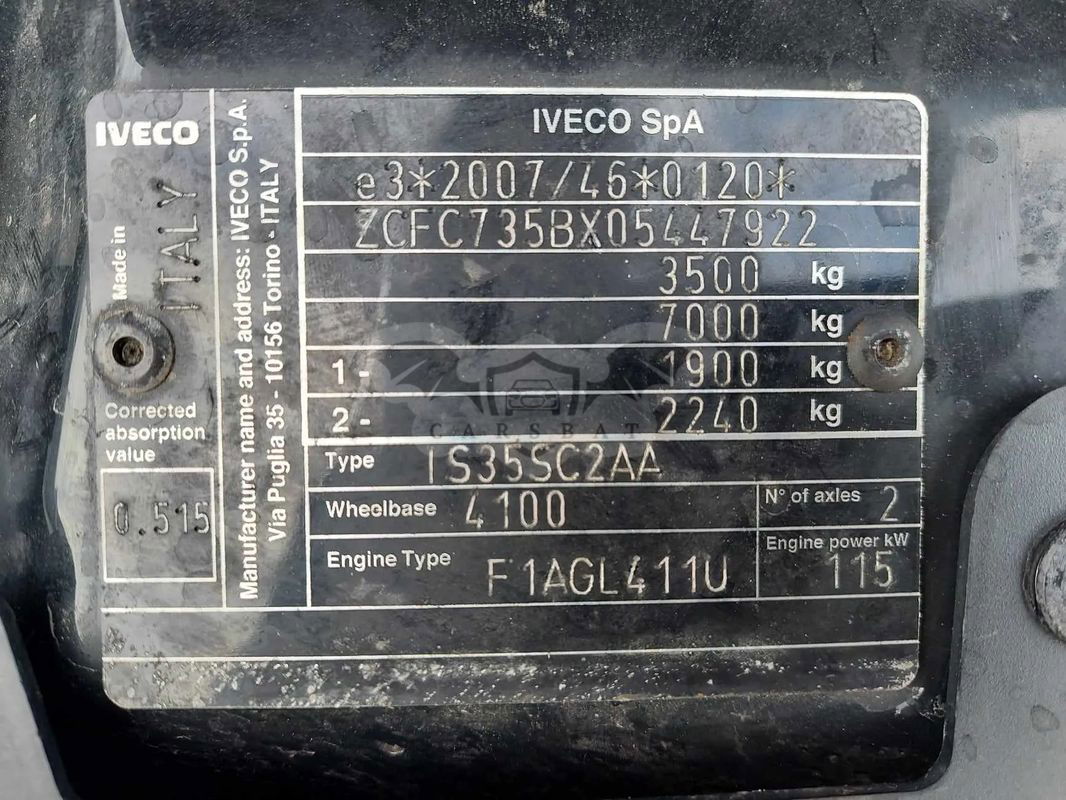 IVECO
Made in
ITALY
Corrected
absorption
value
0.515
Manufacturer name and address: IVECO S.p.A.
Via Puglia 35 - 10156 Torino - ITALY
IVECO SpA
e3*2007/46*0120*
ZCFC735BX05447922
3500 kg
7000 kg
1- 1900 kg
2- 2240 kg
CARSBAT
Type IS35SC2AA
Wheelbase 4100
N° of axles 2
Engine Type F1AGL411U
Engine power kW 115